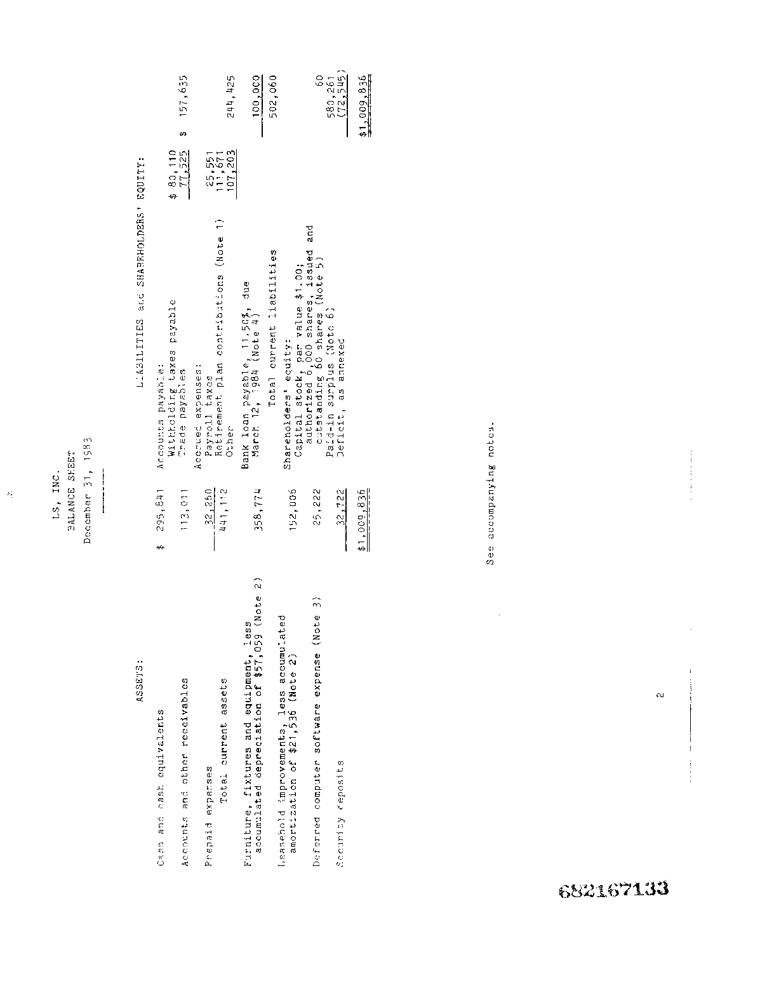 LS, INC.
BALANCE SHEET
December 31, 1983
ASSETS:
Cash and cash equivalents $ 295,841
Accounts and other receivables 113,011
Prepaid expenses 32,260
Total current assets 441,112
Furniture, fixtures and equipment, less
accumulated depreciation of $57,059 (Note 2) 358,774
Leasehold improvements, less accumulated
amortization of $21,536 (Note 2) 152,006
Deferred computer software expense (Note 3) 25,222
Security deposits 32,722
$1,009,836
LIABILITIES and SHAREHOLDERS' EQUITY:
Accounts payable:
Withholding taxes payable $ 80,110
Trade payables 77,525 $ 157,635
Accrued expenses:
Payroll taxes 25,551
Retirement plan contributions (Note 1) 111,671
Other 107,203 244,425
Bank loan payable, 11.50%, due
March 12, 1984 (Note 4) 100,000
Total current liabilities 502,060
Shareholders' equity:
Capital stock, par value $1.00;
authorized 6,000 shares, issued and
outstanding 60 shares (Note 5) 60
Paid-in surplus (Note 6) 580,261
Deficit, as annexed (72,545)
$1,009,836
See accompanying notes.
2
682167133